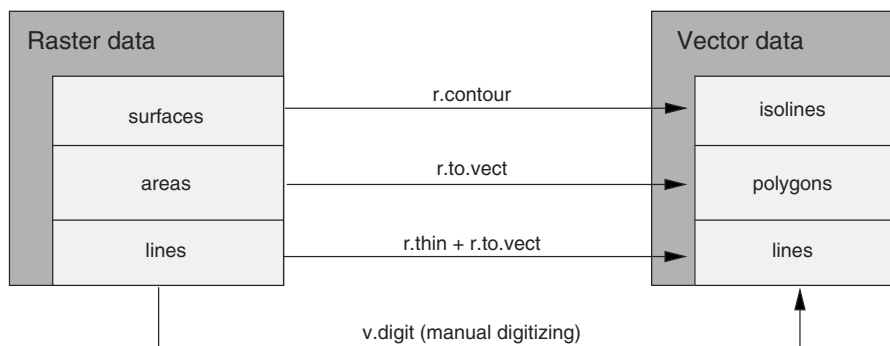 Raster data
Vector data
surfaces
r.contour
isolines
areas
r.to.vect
polygons
lines
r.thin + r.to.vect
lines
v.digit (manual digitizing)